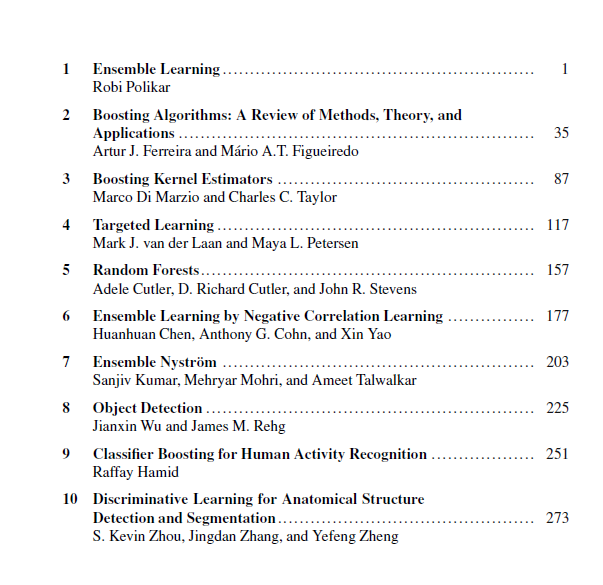 1 Ensemble Learning ........................................................ 1
Robi Polikar
2 Boosting Algorithms: A Review of Methods, Theory, and
Applications ................................................................ 35
Artur J. Ferreira and Mário A.T. Figueiredo
3 Boosting Kernel Estimators .............................................. 87
Marco Di Marzio and Charles C. Taylor
4 Targeted Learning ......................................................... 117
Mark J. van der Laan and Maya L. Petersen
5 Random Forests ............................................................ 157
Adele Cutler, D. Richard Cutler, and John R. Stevens
6 Ensemble Learning by Negative Correlation Learning ................ 177
Huanhuan Chen, Anthony G. Cohn, and Xin Yao
7 Ensemble Nyström ........................................................ 203
Sanjiv Kumar, Mehryar Mohri, and Ameet Talwalkar
8 Object Detection ........................................................... 225
Jianxin Wu and James M. Rehg
9 Classifier Boosting for Human Activity Recognition ................... 251
Raffay Hamid
10 Discriminative Learning for Anatomical Structure
Detection and Segmentation .............................................. 273
S. Kevin Zhou, Jingdan Zhang, and Yefeng Zheng